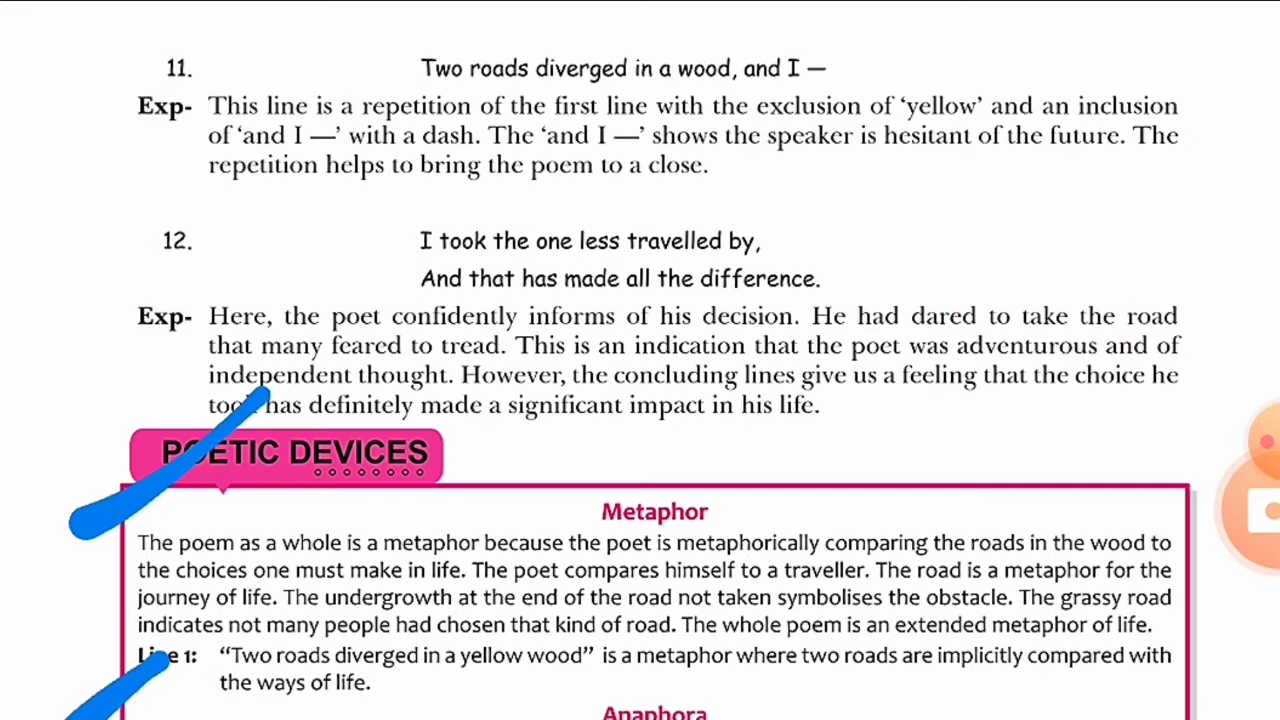 11.
Two roads diverged in a wood, and I —
Exp- This line is a repetition of the first line with the exclusion of ‘yellow’ and an inclusion
of ‘and I —’ with a dash. The ‘and I —’ shows the speaker is hesitant of the future. The
repetition helps to bring the poem to a close.
12.
I took the one less travelled by,
And that has made all the difference.
Exp- Here, the poet confidently informs of his decision. He had dared to take the road
that many feared to tread. This is an indication that the poet was adventurous and of
independent thought. However, the concluding lines give us a feeling that the choice he
took has definitely made a significant impact in his life.
POETIC DEVICES
Metaphor
The poem as a whole is a metaphor because the poet is metaphorically comparing the roads in the wood to
the choices one must make in life. The poet compares himself to a traveller. The road is a metaphor for the
journey of life. The undergrowth at the end of the road not taken symbolises the obstacle. The grassy road
indicates not many people had chosen that kind of road. The whole poem is an extended metaphor of life.
Line 1: “Two roads diverged in a yellow wood” is a metaphor where two roads are implicitly compared with
the ways of life.
Anaphora